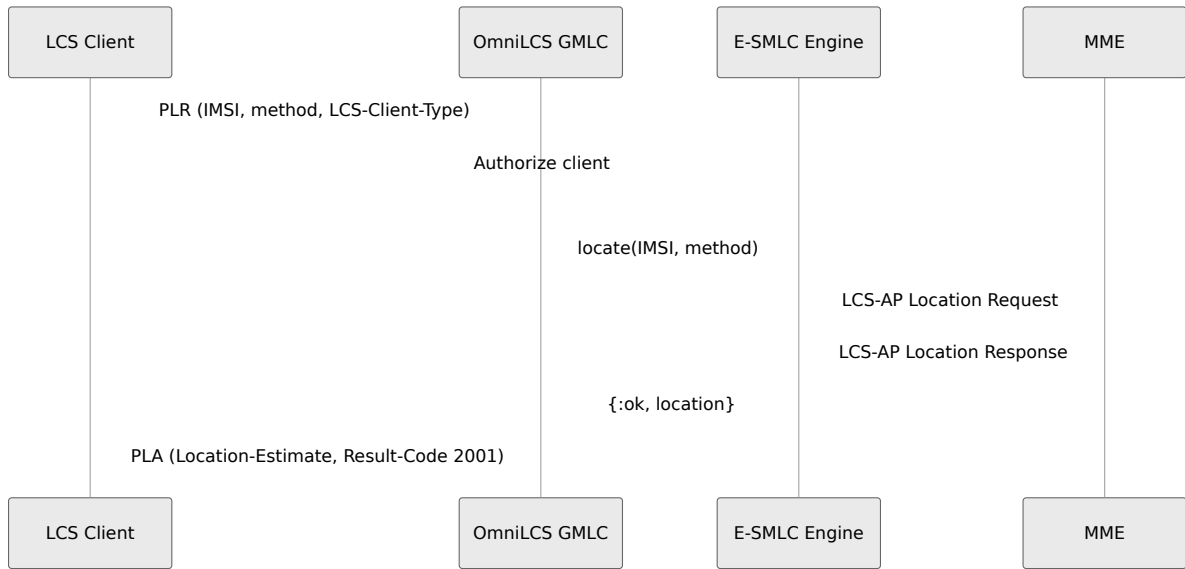 LCS Client
OmniLCS GMLC
E-SMLC Engine
MME
PLR (IMSI, method, LCS-Client-Type)
Authorize client
locate(IMSI, method)
LCS-AP Location Request
LCS-AP Location Response
{:ok, location}
PLA (Location-Estimate, Result-Code 2001)
LCS Client
OmniLCS GMLC
E-SMLC Engine
MME